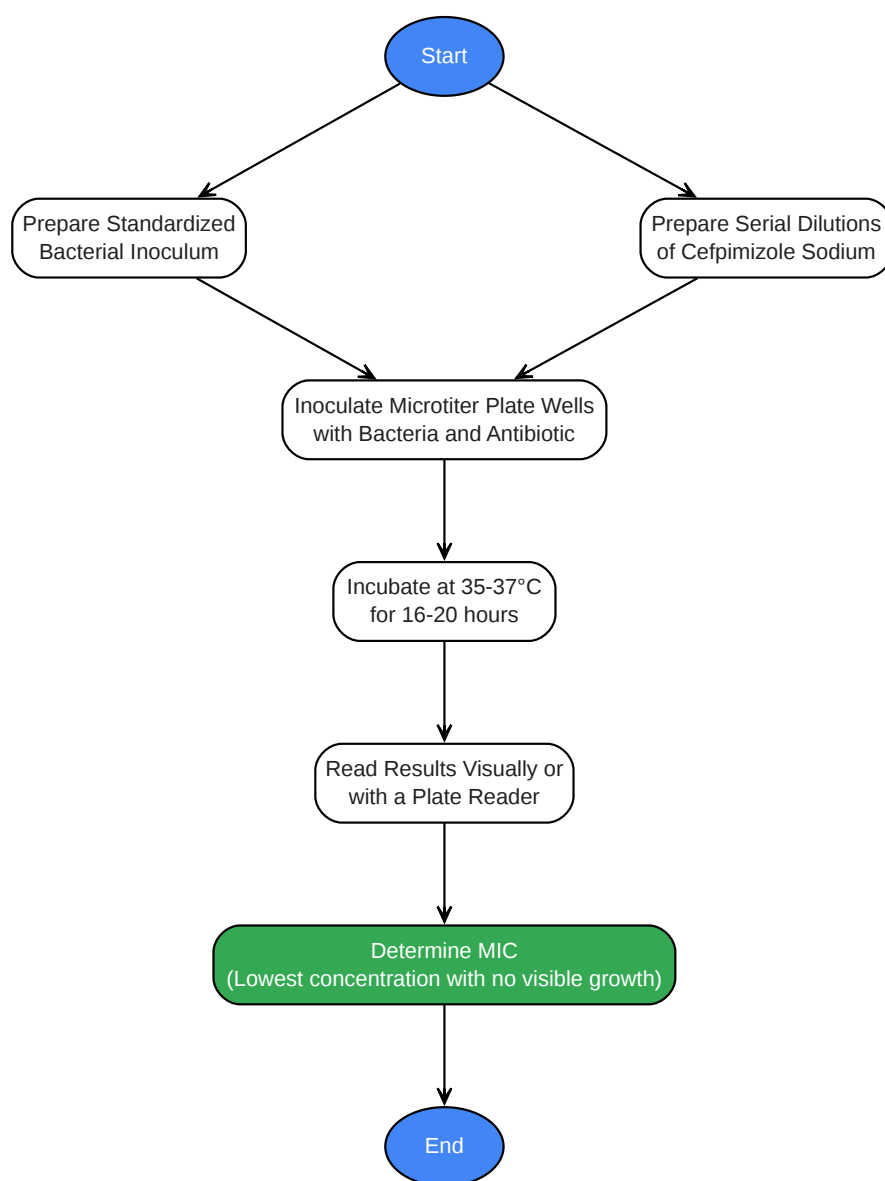 Start
Prepare Standardized
Bacterial Inoculum
Prepare Serial Dilutions
of Cefpimizole Sodium
Inoculate Microtiter Plate Wells
with Bacteria and Antibiotic
Incubate at 35-37°C
for 16-20 hours
Read Results Visually or
with a Plate Reader
Determine MIC
(Lowest concentration with no visible growth)
End